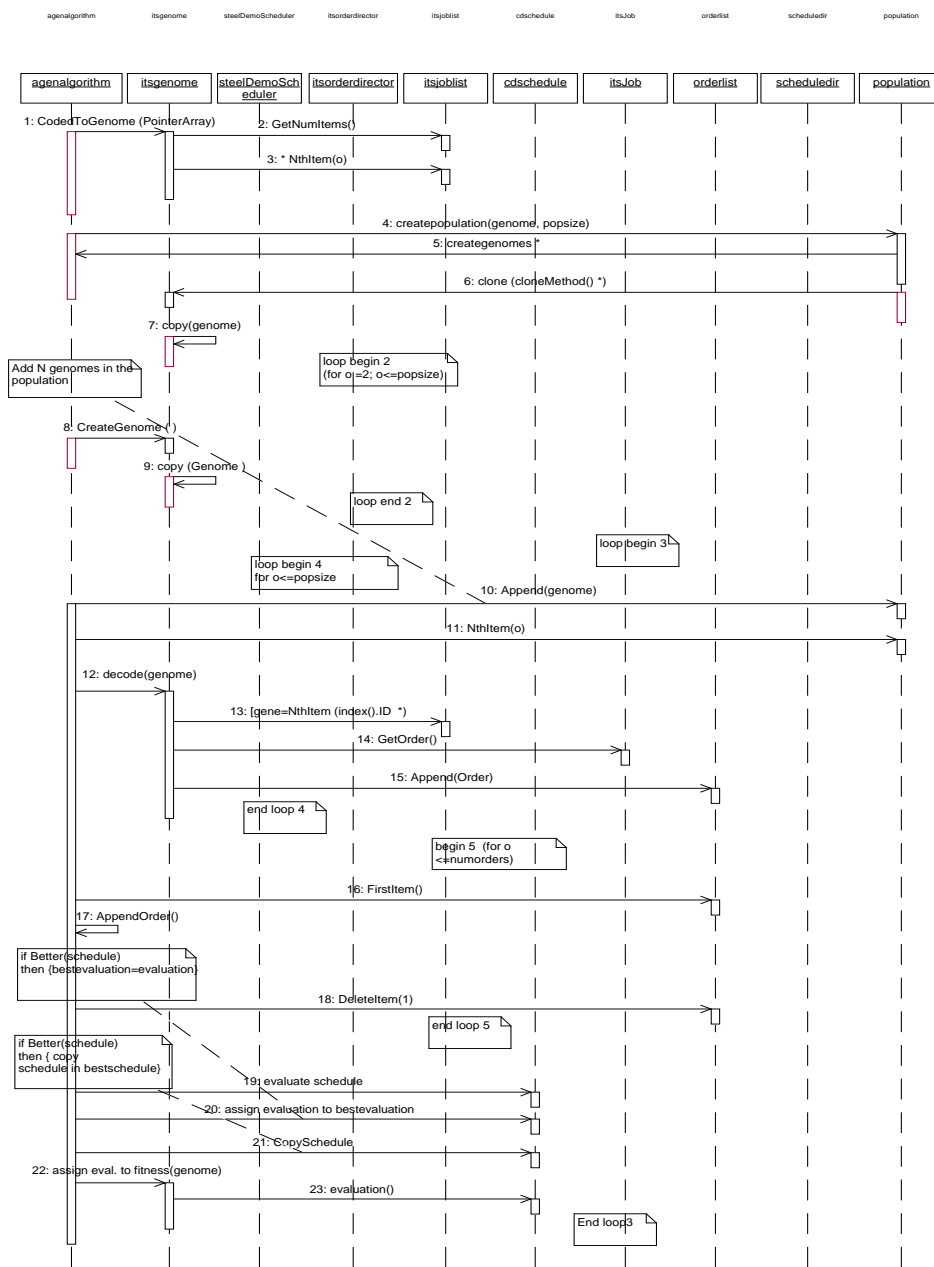 agenalgorithm itsgenome steelDemoScheduler itsorderdirector itsjoblist cdschedule itsJob orderlist scheduledir population
agenalgorithm itsgenome steelDemoSch itsorderdirector itsjoblist cdschedule itsJob orderlist scheduledir population
eduler
1: CodedToGenome (PointerArray)
2: GetNumItems()
3: * NthItem(o)
4: createpopulation(genome, popsize)
5: creategenomes *
6: clone (cloneMethod() *)
7: copy(genome)
loop begin 2
(for o =2; o<=popsize)
Add N genomes in the
population
8: CreateGenome ( )
9: copy (Genome )
loop end 2
loop begin 3
loop begin 4
for o<=popsize
10: Append(genome)
11: NthItem(o)
12: decode(genome)
13: [gene=NthItem (index().ID *)
14: GetOrder()
15: Append(Order)
end loop 4
begin 5 (for o
<=numorders)
16: FirstItem()
17: AppendOrder()
if Better(schedule)
then {bestevaluation=evaluation}
18: DeleteItem(1)
end loop 5
if Better(schedule)
then { copy
schedule in bestschedule}
19: evaluate schedule
20: assign evaluation to bestevaluation
21: CopySchedule
22: assign eval. to fitness(genome)
23: evaluation()
End loop3